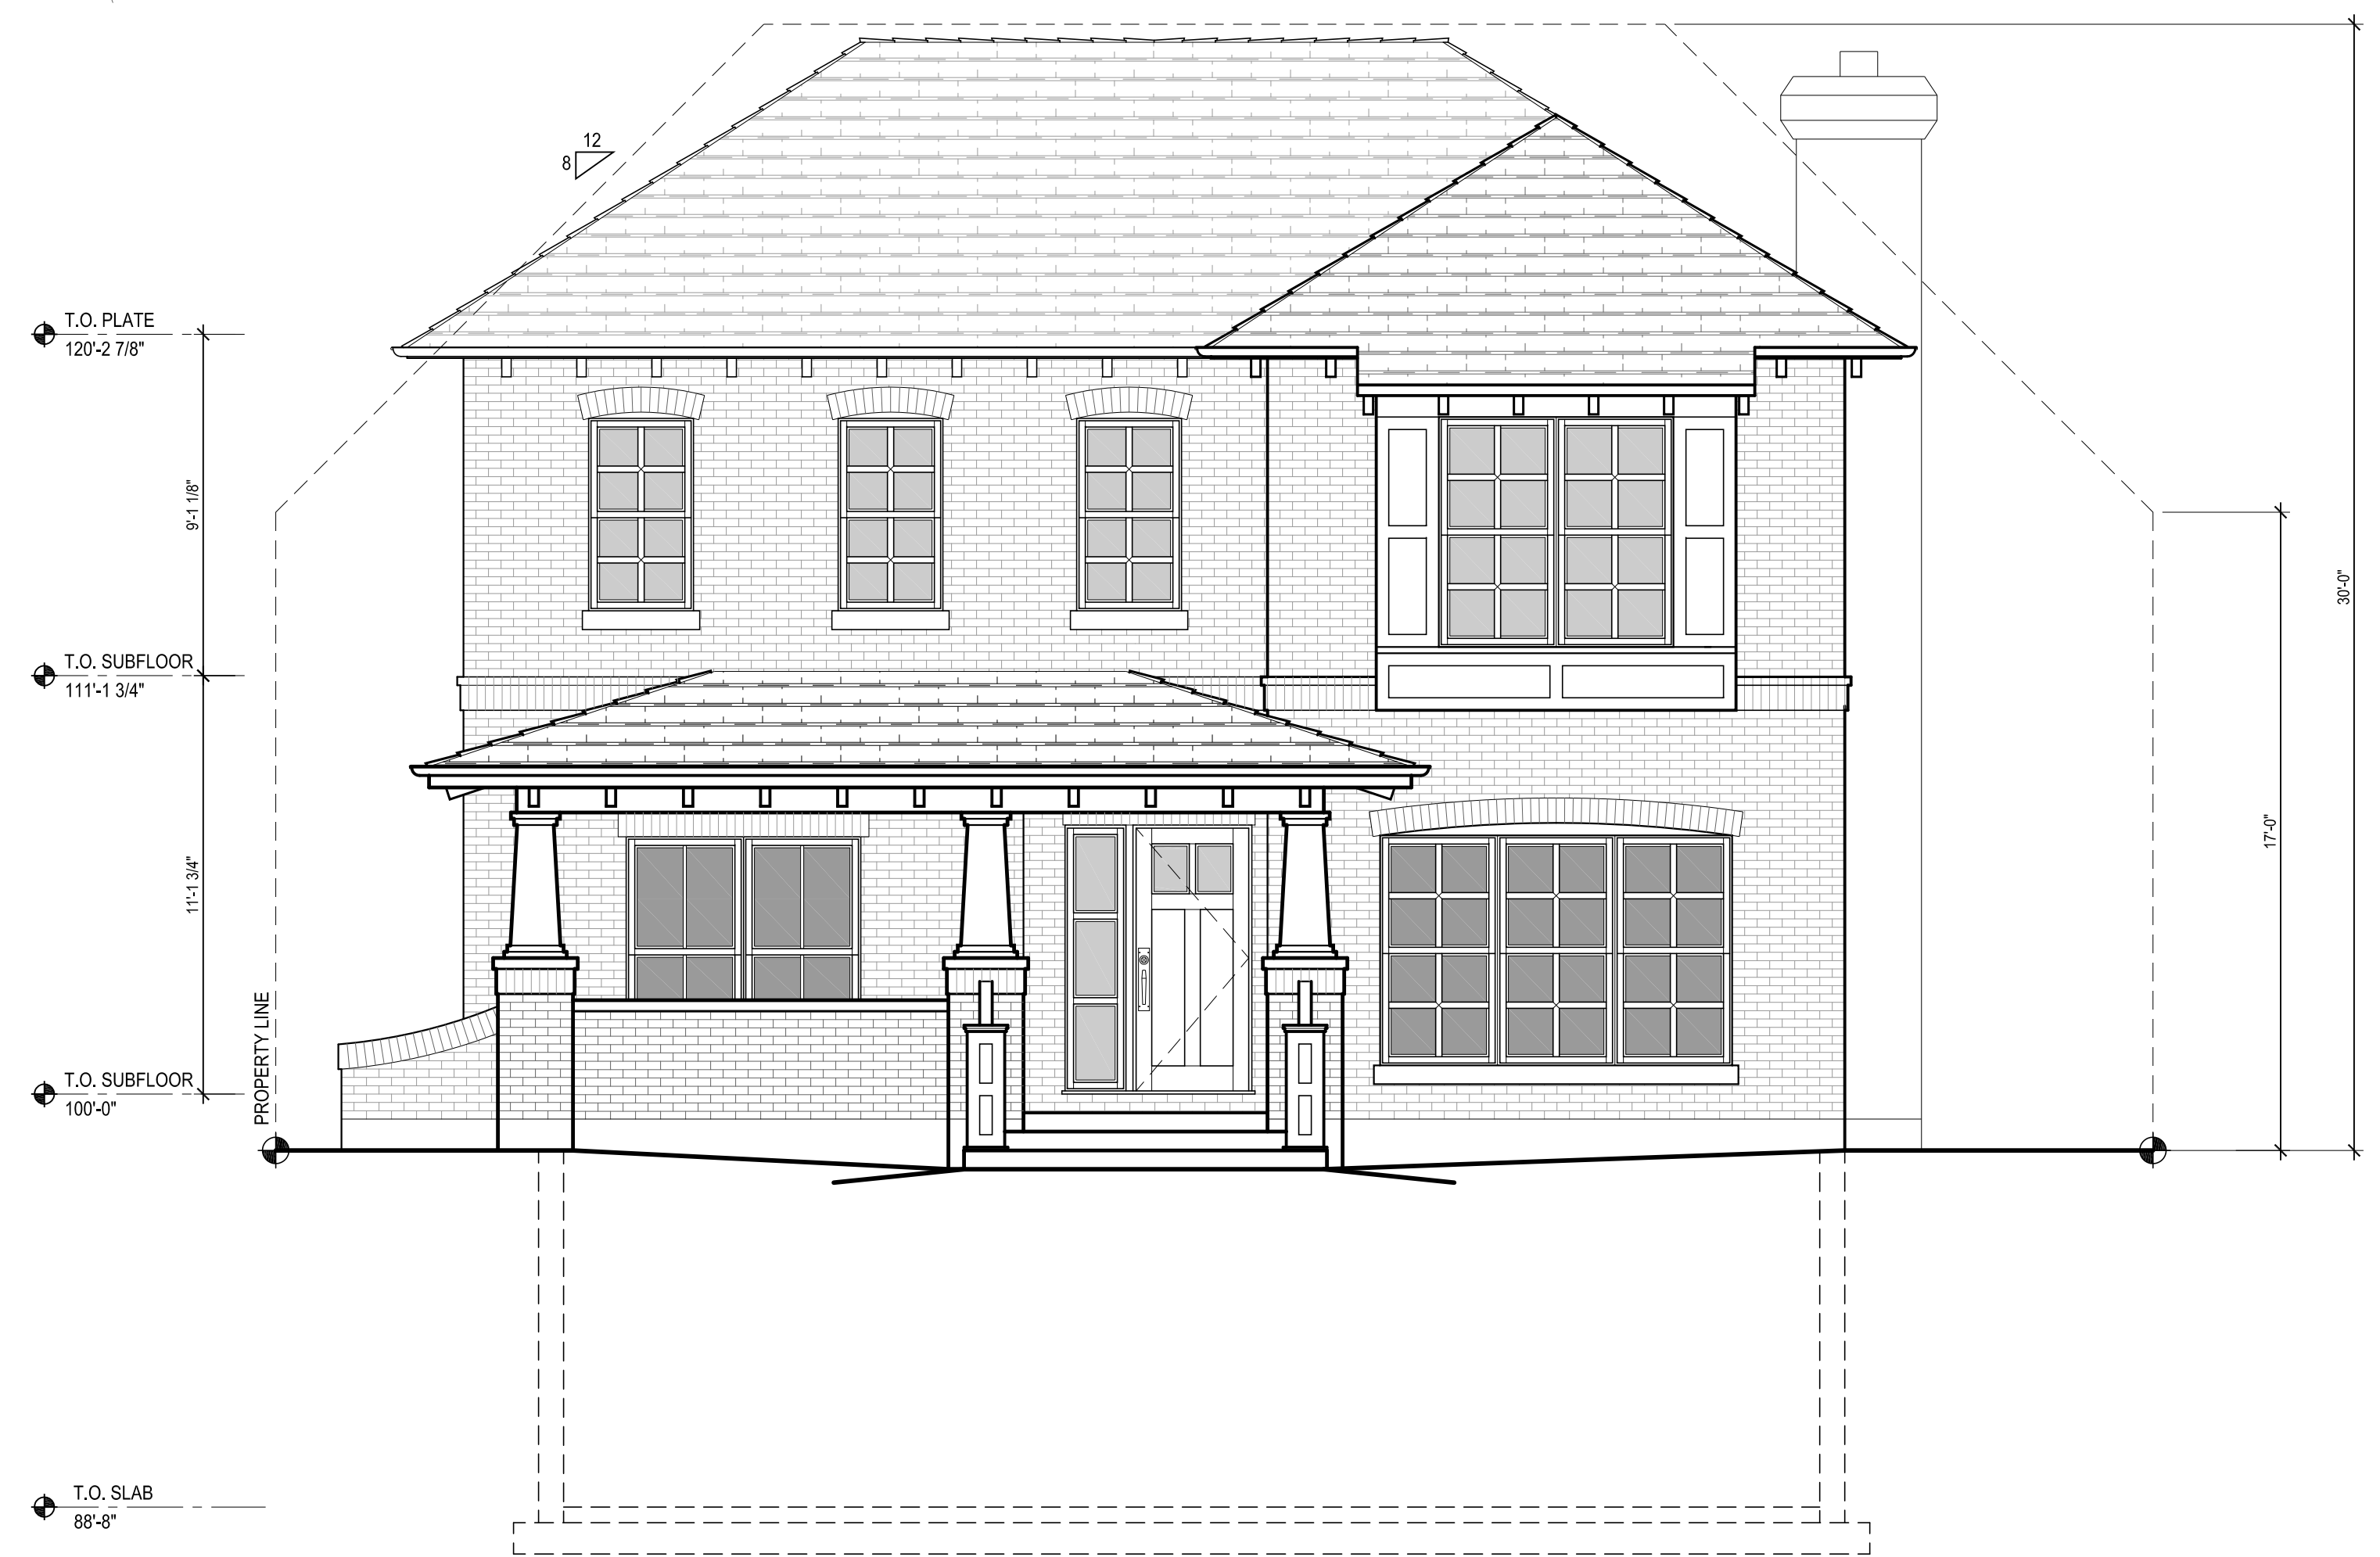 12
8
T.O. PLATE
120'-2 7/8"
9'-1 1/8"
30'-0"
T.O. SUBFLOOR
111'-1 3/4"
17'-0"
11'-1 3/4"
PROPERTY LINE
T.O. SUBFLOOR
100'-0"
T.O. SLAB
88'-8"